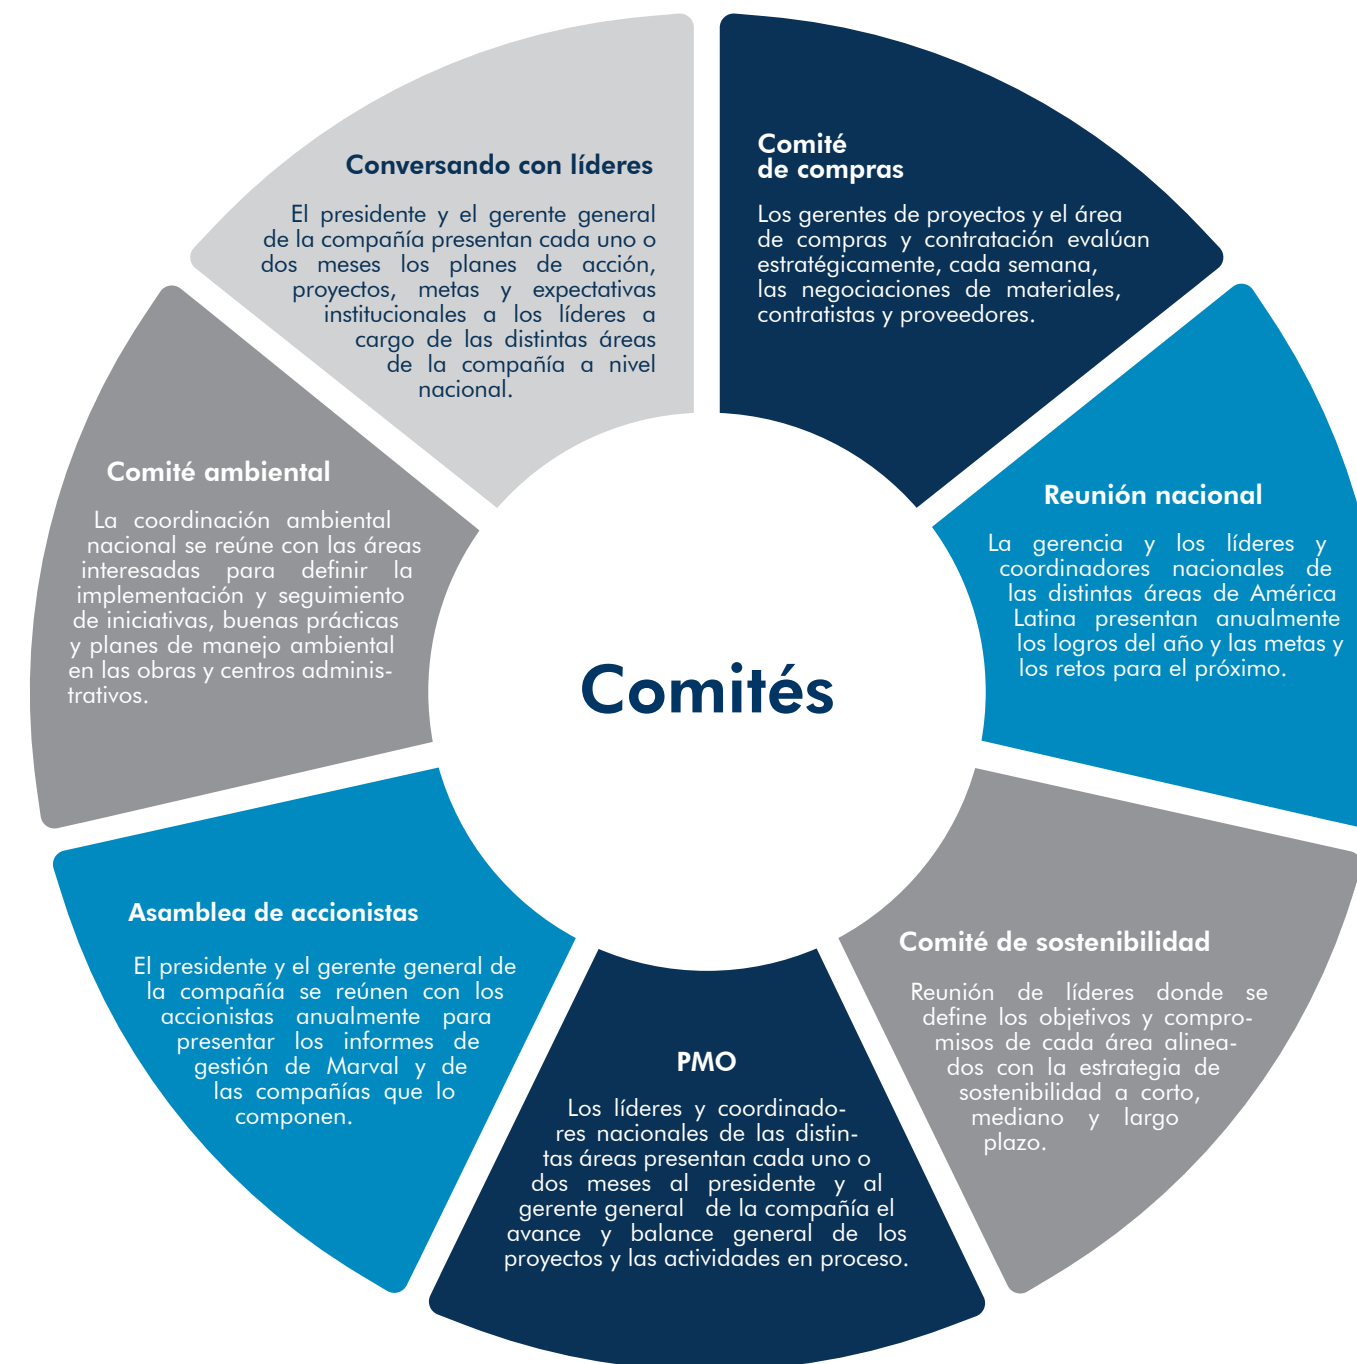 Comités
Comité
de compras
Los gerentes de proyectos y el área
de compras y contratación evalúan
estratégicamente, cada semana,
las negociaciones de materiales,
contratistas y proveedores.
Reunión nacional
La gerencia y los líderes y
coordinadores nacionales de
las distintas áreas de América
Latina presentan anualmente
los logros del año y las metas y
los retos para el próximo.
Comité de sostenibilidad
Reunión de líderes donde se
define los objetivos y compro-
misos de cada área alinea-
dos con la estrategia de
sostenibilidad a corto,
mediano y largo
plazo.
PMO
Los líderes y coordinado-
res nacionales de las distin-
tas áreas presentan cada uno o
dos meses al presidente y al
gerente general de la compañía el
avance y balance general de los
proyectos y las actividades en proceso.
Asamblea de accionistas
El presidente y el gerente general de
la compañía se reúnen con los
accionistas anualmente para
presentar los informes de
gestión de Marval y de
las compañías que lo
componen.
Comité ambiental
La coordinación ambiental
nacional se reúne con las áreas
interesadas para definir la
implementación y seguimiento
de iniciativas, buenas prácticas
y planes de manejo ambiental
en las obras y centros adminis-
trativos.
Conversando con líderes
El presidente y el gerente general
de la compañía presentan cada uno o
dos meses los planes de acción,
proyectos, metas y expectativas
institucionales a los líderes a
cargo de las distintas áreas
de la compañía a nivel
nacional.